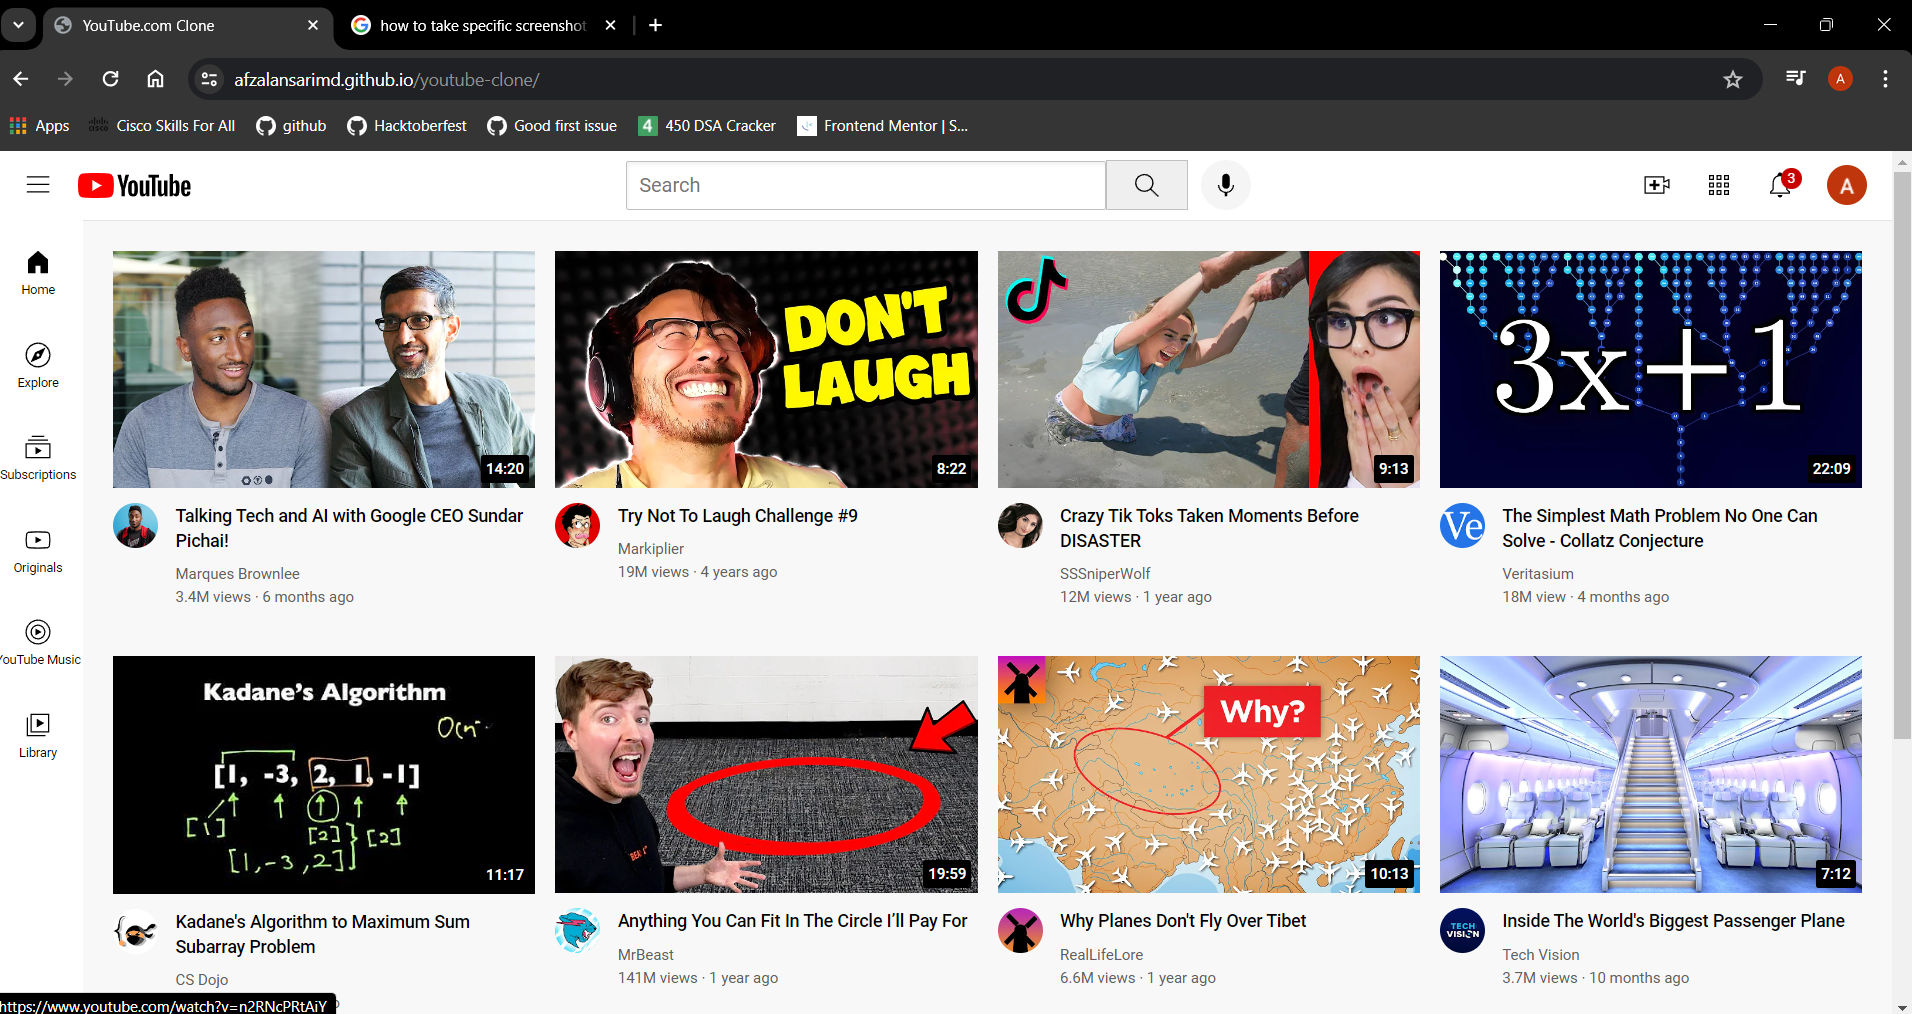 YouTube.com Clone
how to take specific screenshot
afzalansarimd.github.io/youtube-clone/
A
Apps
Cisco Skills For All
github
Hacktoberfest
Good first issue
4
450 DSA Cracker
Frontend Mentor | S...
YouTube
Search
3
A
Home
Explore
Subscriptions
Originals
YouTube Music
Library
14:20
Talking Tech and AI with Google CEO Sundar
Pichai!
Marques Brownlee
3.4M views · 6 months ago
DON'T
LAUGH
8:22
Try Not To Laugh Challenge #9
Markiplier
19M views · 4 years ago
9:13
Crazy Tik Toks Taken Moments Before
DISASTER
SSSniperWolf
12M views · 1 year ago
3x+1
22:09
Ve
The Simplest Math Problem No One Can
Solve - Collatz Conjecture
Veritasium
18M view · 4 months ago
Kadane's Algorithm
[1, -3, 2, 1, -1]
[1]
[2]
[2]
[1,-3,2]
11:17
Kadane's Algorithm to Maximum Sum
Subarray Problem
CS Dojo
19:59
Anything You Can Fit In The Circle I’ll Pay For
MrBeast
141M views · 1 year ago
Why?
10:13
Why Planes Don't Fly Over Tibet
RealLifeLore
6.6M views · 1 year ago
7:12
TECH
VISION
Inside The World's Biggest Passenger Plane
Tech Vision
3.7M views · 10 months ago
https://www.youtube.com/watch?v=n2RNcPRtAiY